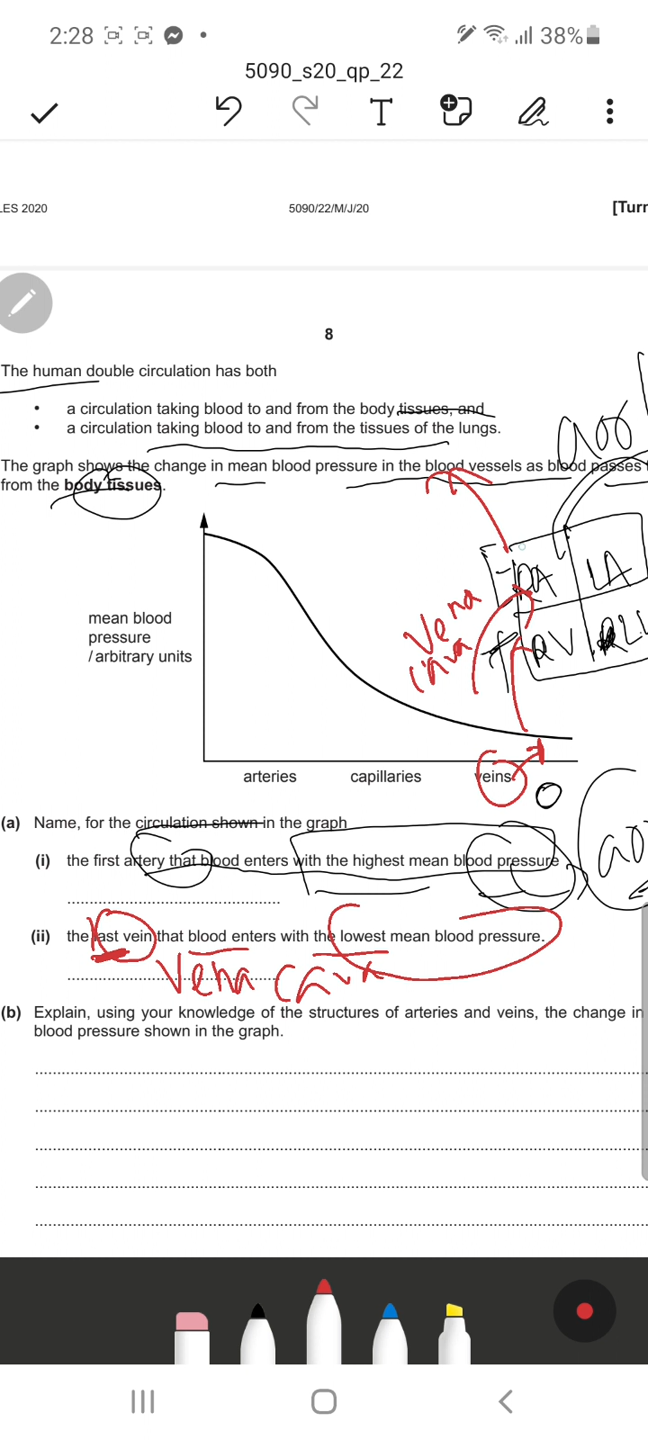 2:28 38%
5090_s20_qp_22
T
LES 2020 5090/22/M/J/20 [Turr
8
The human double circulation has both
• a circulation taking blood to and from the body tissues, and
• a circulation taking blood to and from the tissues of the lungs.
The graph shows the change in mean blood pressure in the blood vessels as blood passes
from the body tissues.
mean blood
pressure
/ arbitrary units
RA LA
RV
Vena
cava
arteries capillaries veins
(a) Name, for the circulation shown in the graph
(i) the first artery that blood enters with the highest mean blood pressure
(ii) the last vein that blood enters with the lowest mean blood pressure.
Vena cava
(b) Explain, using your knowledge of the structures of arteries and veins, the change in
blood pressure shown in the graph.